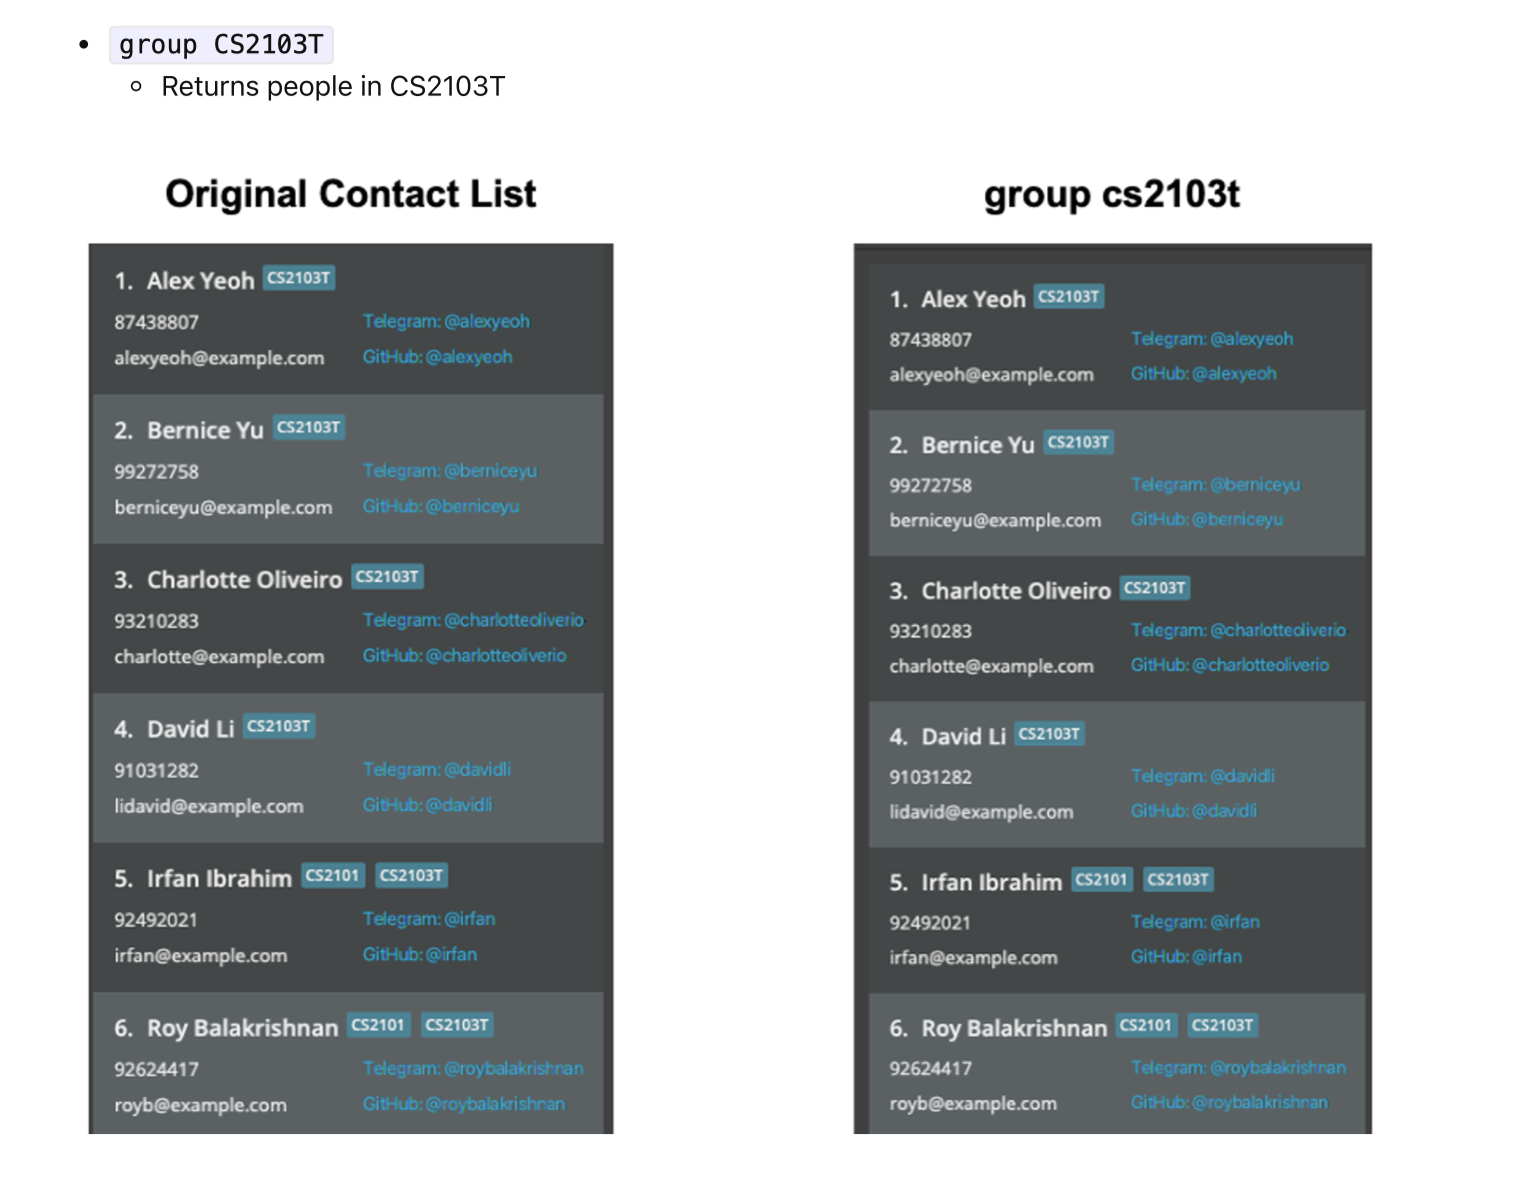 group CS2103T
Returns people in CS2103T
Original Contact List
1. Alex Yeoh CS2103T
87438807 Telegram: @alexyeoh
alexyeoh@example.com GitHub: @alexyeoh
2. Bernice Yu CS2103T
99272758 Telegram: @berniceyu
berniceyu@example.com GitHub: @berniceyu
3. Charlotte Oliveiro CS2103T
93210283 Telegram: @charlotteoliverio
charlotte@example.com GitHub: @charlotteoliverio
4. David Li CS2103T
91031282 Telegram: @davidli
lidavid@example.com GitHub: @davidli
5. Irfan Ibrahim CS2101 CS2103T
92492021 Telegram: @irfan
irfan@example.com GitHub: @irfan
6. Roy Balakrishnan CS2101 CS2103T
92624417 Telegram: @roybalakrishnan
royb@example.com GitHub: @roybalakrishnan
group cs2103t
1. Alex Yeoh CS2103T
87438807 Telegram: @alexyeoh
alexyeoh@example.com GitHub: @alexyeoh
2. Bernice Yu CS2103T
99272758 Telegram: @berniceyu
berniceyu@example.com GitHub: @berniceyu
3. Charlotte Oliveiro CS2103T
93210283 Telegram: @charlotteoliverio
charlotte@example.com GitHub: @charlotteoliverio
4. David Li CS2103T
91031282 Telegram: @davidli
lidavid@example.com GitHub: @davidli
5. Irfan Ibrahim CS2101 CS2103T
92492021 Telegram: @irfan
irfan@example.com GitHub: @irfan
6. Roy Balakrishnan CS2101 CS2103T
92624417 Telegram: @roybalakrishnan
royb@example.com GitHub: @roybalakrishnan